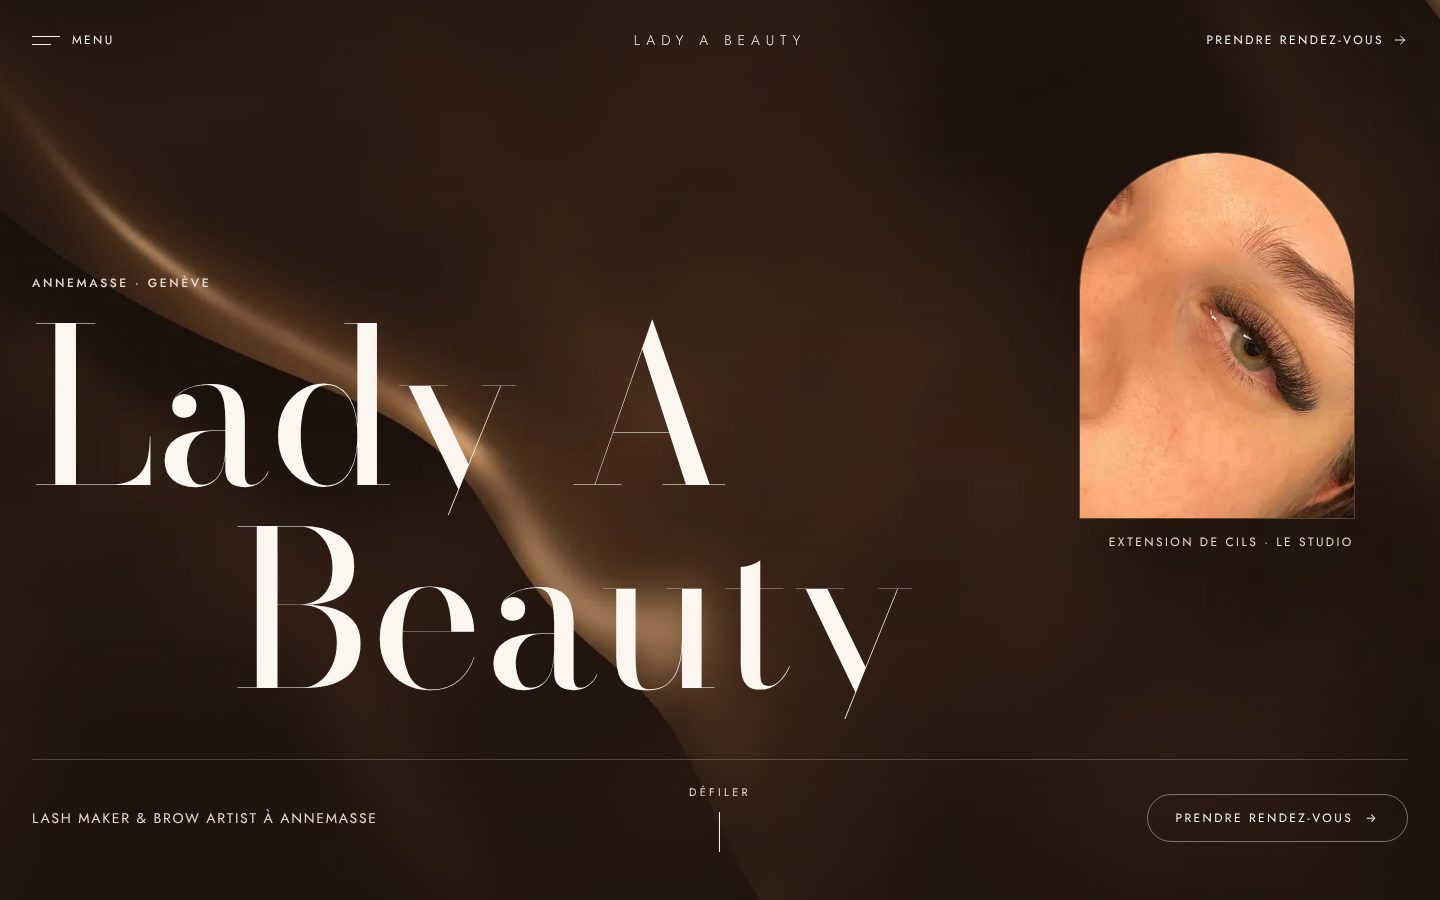 MENU
LADY A BEAUTY
PRENDRE RENDEZ-VOUS →
ANNEMASSE · GENÈVE
Lady A
Beauty
EXTENSION DE CILS · LE STUDIO
DÉFILER
LASH MAKER & BROW ARTIST À ANNEMASSE
PRENDRE RENDEZ-VOUS →